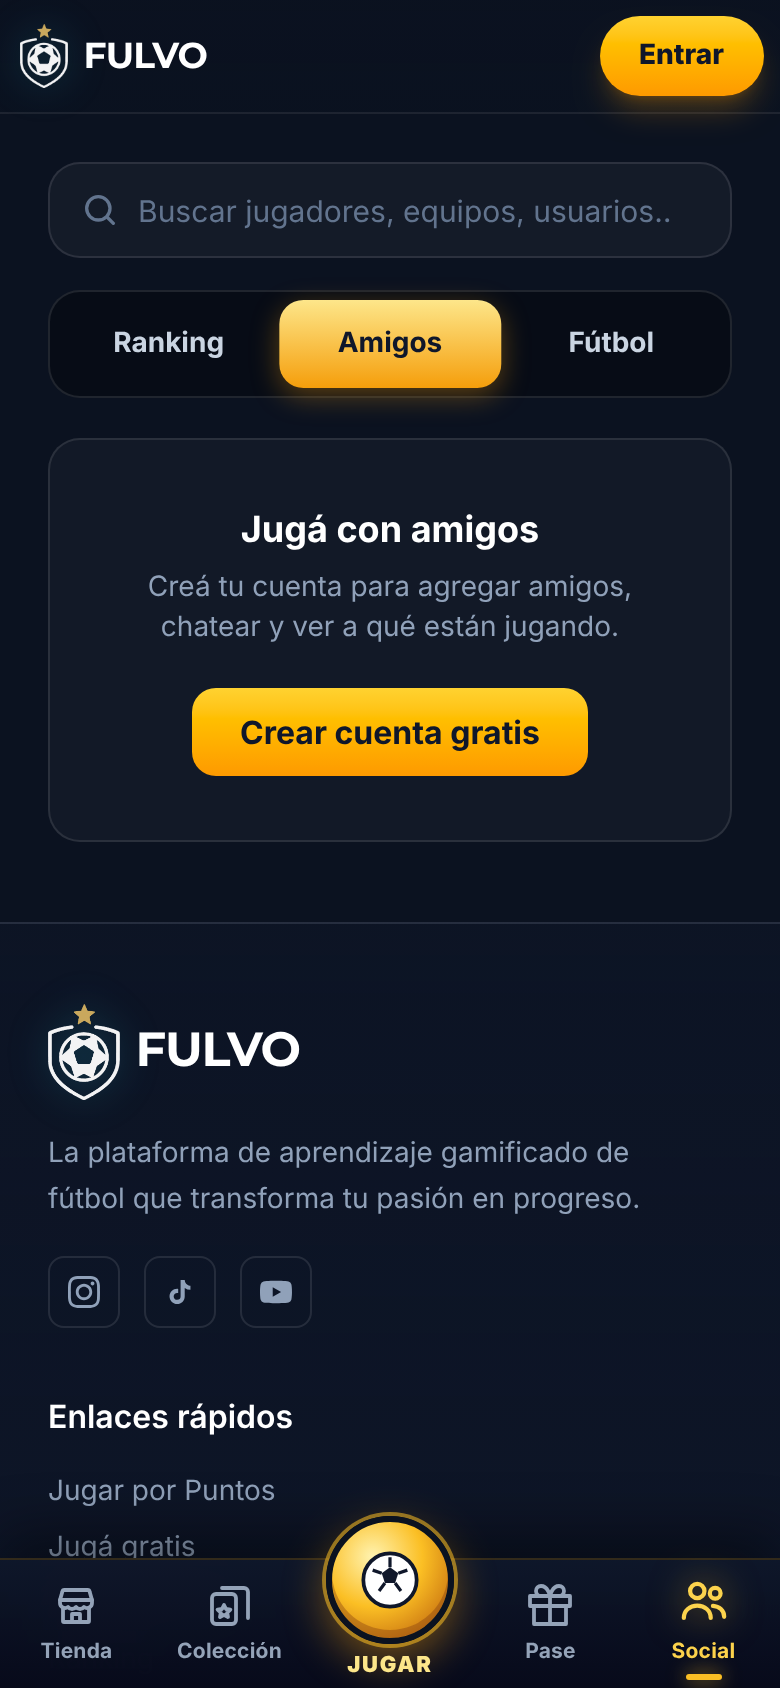 FULVO
Entrar
Buscar jugadores, equipos, usuarios..
Ranking
Amigos
Fútbol
Jugá con amigos
Creá tu cuenta para agregar amigos,
chatear y ver a qué están jugando.
Crear cuenta gratis
FULVO
La plataforma de aprendizaje gamificado de
fútbol que transforma tu pasión en progreso.
Enlaces rápidos
Jugar por Puntos
Jugá gratis
Tienda
Colección
JUGAR
Pase
Social